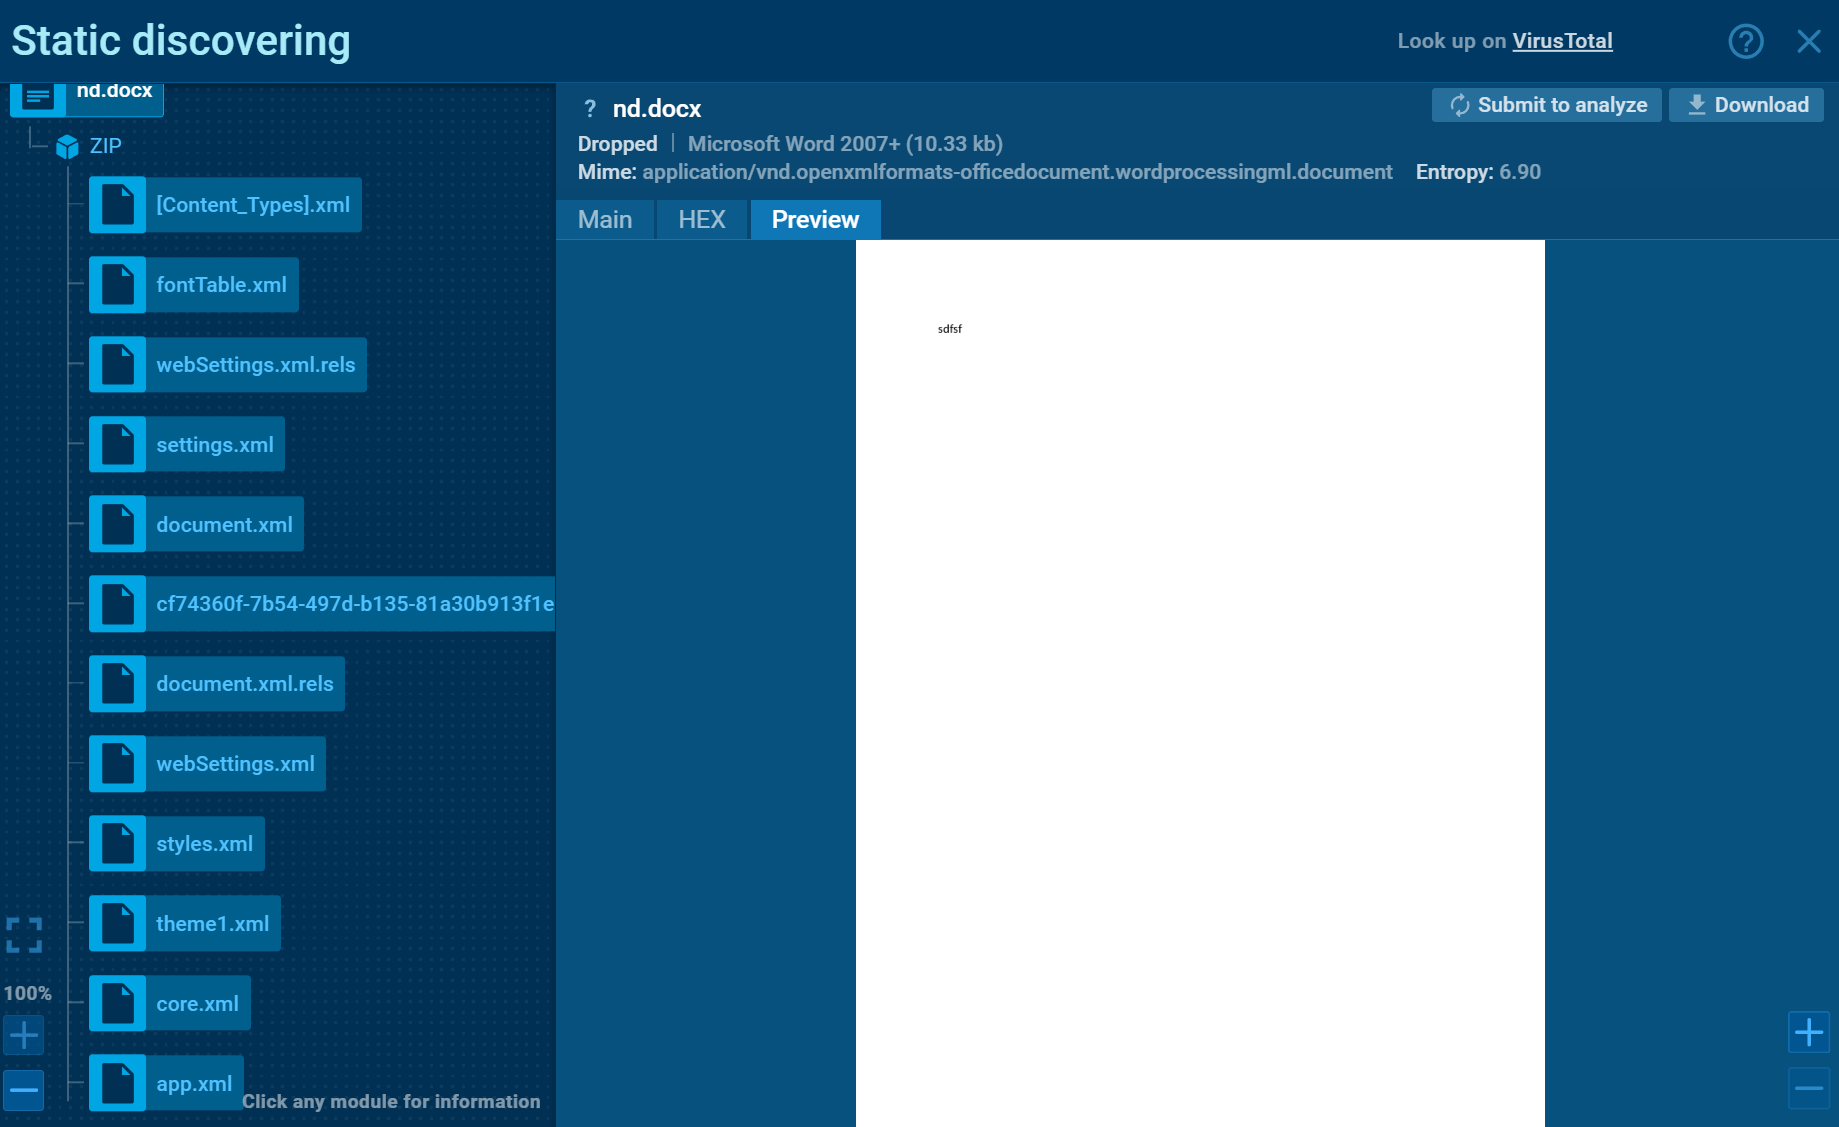 Static discovering
Look up on VirusTotal
nd.docx
ZIP
[Content_Types].xml
fontTable.xml
webSettings.xml.rels
settings.xml
document.xml
cf74360f-7b54-497d-b135-81a30b913f1e
document.xml.rels
webSettings.xml
styles.xml
theme1.xml
core.xml
app.xml
100%
Click any module for information
? nd.docx
Submit to analyze
Download
Dropped | Microsoft Word 2007+ (10.33 kb)
Mime: application/vnd.openxmlformats-officedocument.wordprocessingml.document Entropy: 6.90
Main HEX Preview
sdfsf